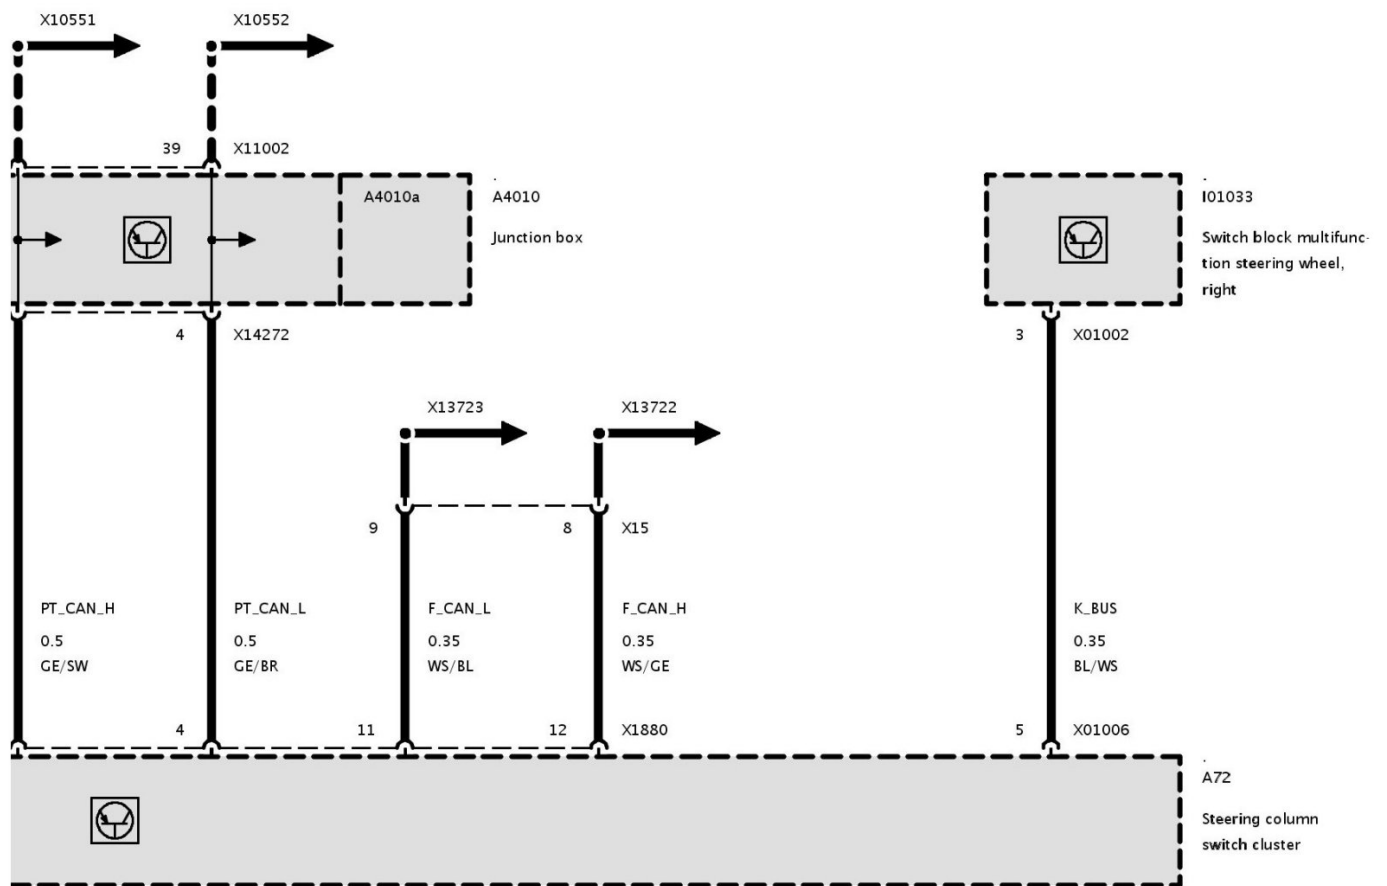 X10551
X10552
39
X11002
A4010a
A4010
Junction box
I01033
Switch block multifunc-
tion steering wheel,
right
4
X14272
3
X01002
X13723
X13722
9
8
X15
PT_CAN_H
0.5
GE/SW
PT_CAN_L
0.5
GE/BR
F_CAN_L
0.35
WS/BL
F_CAN_H
0.35
WS/GE
K_BUS
0.35
BL/WS
4
11
12
X1880
5
X01006
A72
Steering column
switch cluster